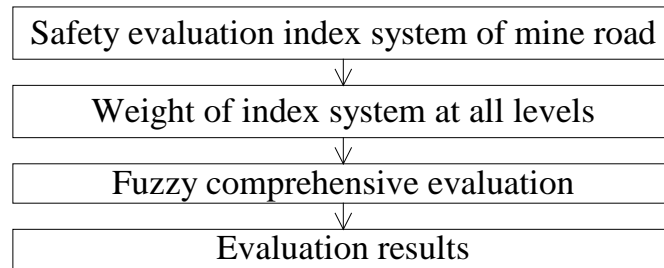 Safety evaluation index system of mine road
Weight of index system at all levels
Fuzzy comprehensive evaluation
Evaluation results